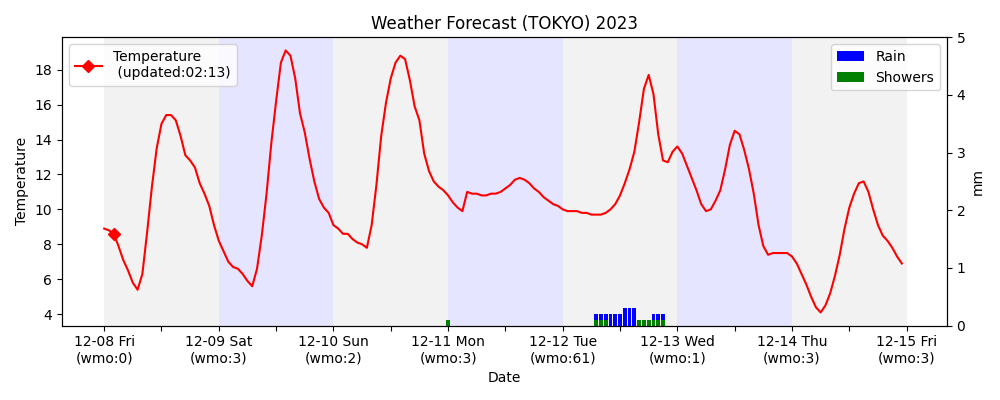 Weather Forecast (TOKYO) 2023
Temperature
(updated:02:13)
Rain
Showers
Temperature
18
16
14
12
10
8
6
4
5
4
3
2
1
0
mm
12-08 Fri
(wmo:0)
12-09 Sat
(wmo:3)
12-10 Sun
(wmo:2)
12-11 Mon
(wmo:3)
12-12 Tue
(wmo:61)
12-13 Wed
(wmo:1)
12-14 Thu
(wmo:3)
12-15 Fri
(wmo:3)
Date